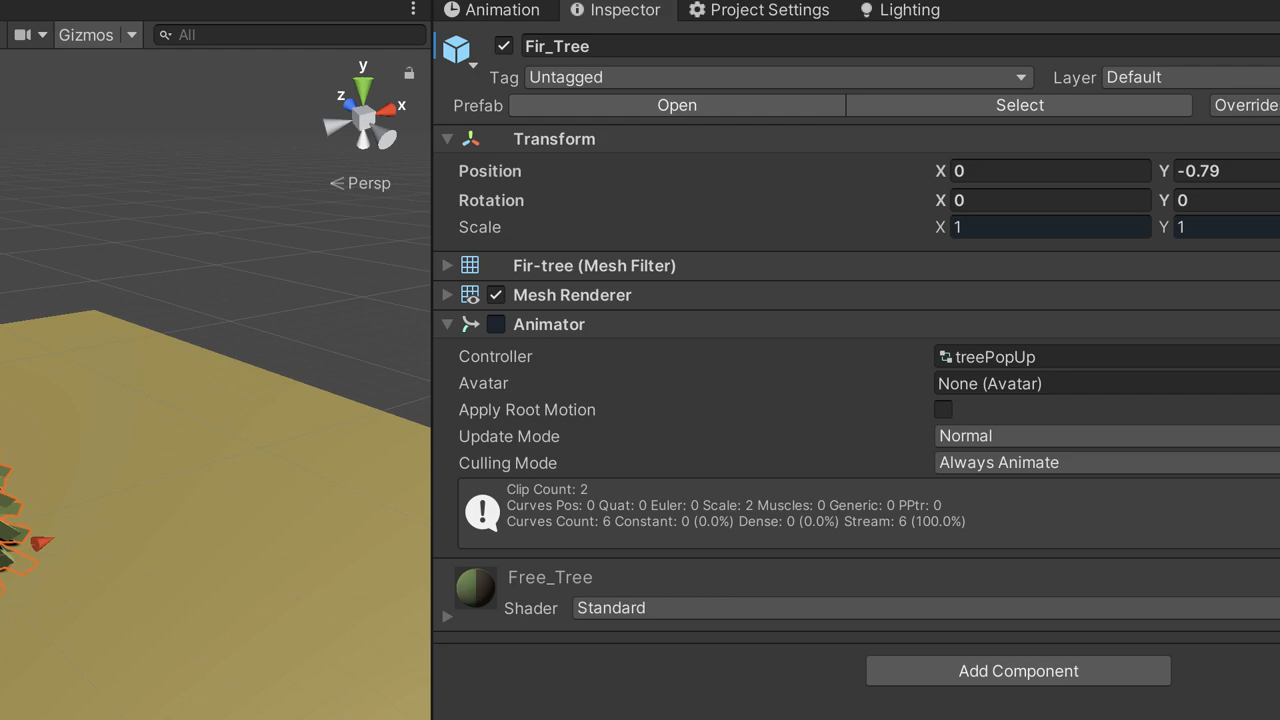 Animation Inspector Project Settings Lighting
Gizmos All
Fir_Tree
Tag Untagged Layer Default
Prefab Open Select Override
Transform
Position X 0 Y -0.79
Rotation X 0 Y 0
Scale X 1 Y 1
Fir-tree (Mesh Filter)
Mesh Renderer
Animator
Controller treePopUp
Avatar None (Avatar)
Apply Root Motion
Update Mode Normal
Culling Mode Always Animate
Clip Count: 2
Curves Pos: 0 Quat: 0 Euler: 0 Scale: 2 Muscles: 0 Generic: 0 PPtr: 0
Curves Count: 6 Constant: 0 (0.0%) Dense: 0 (0.0%) Stream: 6 (100.0%)
Free_Tree
Shader Standard
Add Component
y
z
x
Persp